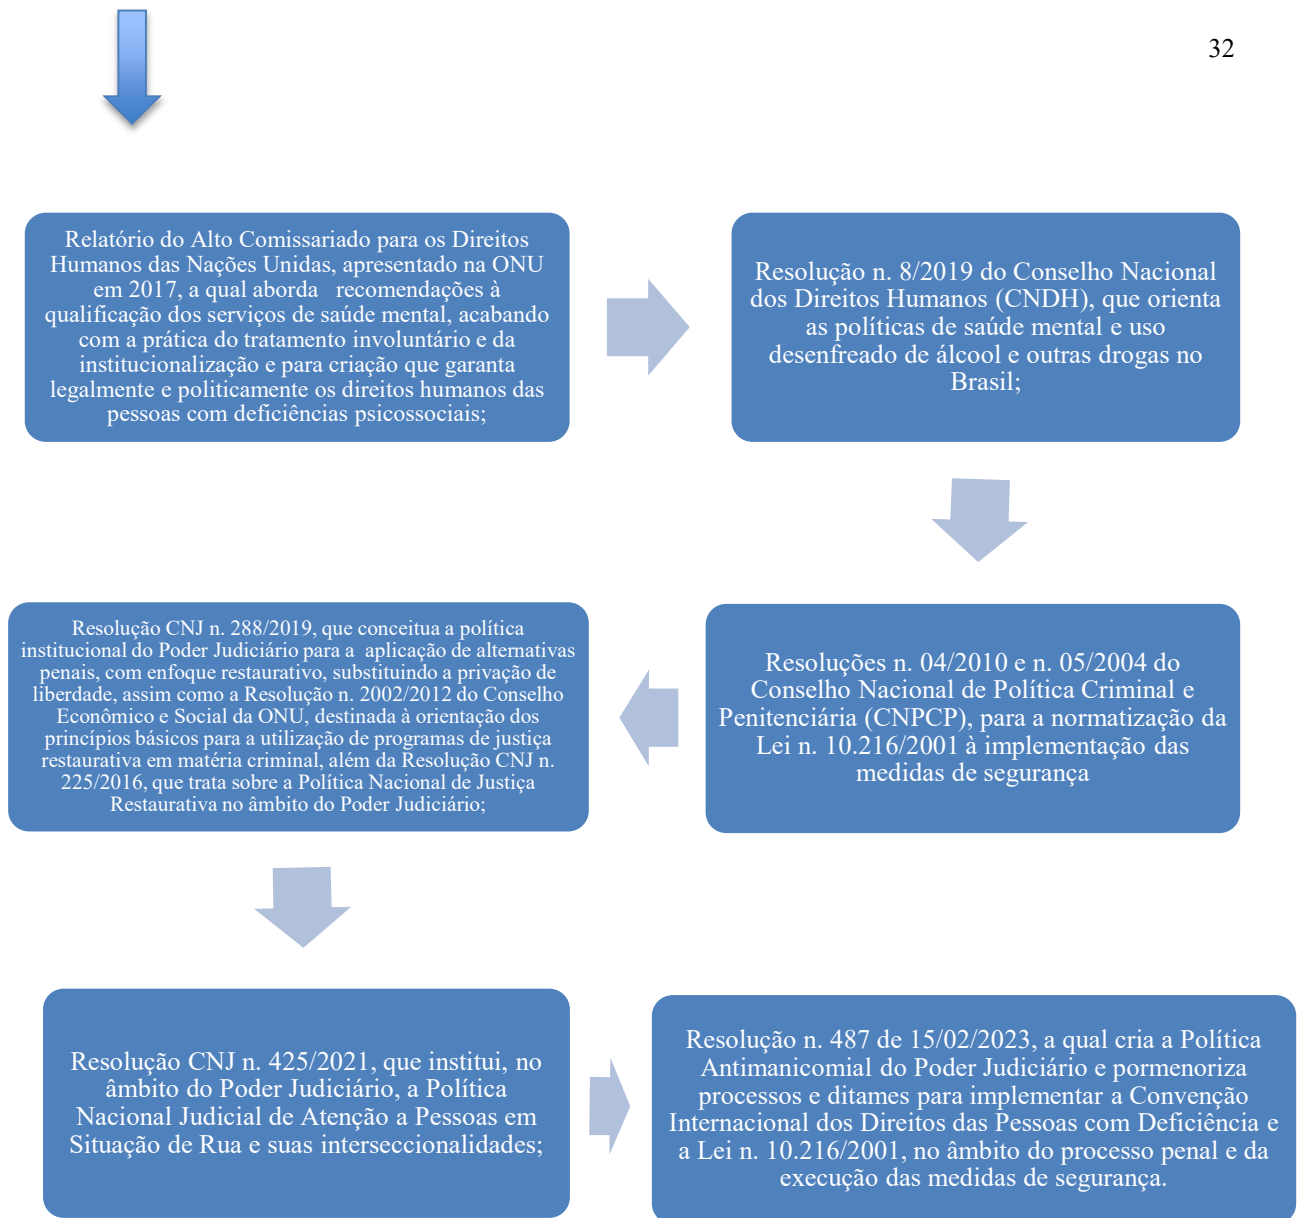 32
Relatório do Alto Comissariado para os Direitos
Humanos das Nações Unidas, apresentado na ONU
em 2017, a qual aborda recomendações à
qualificação dos serviços de saúde mental, acabando
com a prática do tratamento involuntário e da
institucionalização e para criação que garanta
legalmente e politicamente os direitos humanos das
pessoas com deficiências psicossociais;
Resolução n. 8/2019 do Conselho Nacional
dos Direitos Humanos (CNDH), que orienta
as políticas de saúde mental e uso
desenfreado de álcool e outras drogas no
Brasil;
Resoluções n. 04/2010 e n. 05/2004 do
Conselho Nacional de Política Criminal e
Penitenciária (CNPCP), para a normatização da
Lei n. 10.216/2001 à implementação das
medidas de segurança
Resolução CNJ n. 288/2019, que conceitua a política
institucional do Poder Judiciário para a aplicação de alternativas
penais, com enfoque restaurativo, substituindo a privação de
liberdade, assim como a Resolução n. 2002/2012 do Conselho
Econômico e Social da ONU, destinada à orientação dos
princípios básicos para a utilização de programas de justiça
restaurativa em matéria criminal, além da Resolução CNJ n.
225/2016, que trata sobre a Política Nacional de Justiça
Restaurativa no âmbito do Poder Judiciário;
Resolução CNJ n. 425/2021, que institui, no
âmbito do Poder Judiciário, a Política
Nacional Judicial de Atenção a Pessoas em
Situação de Rua e suas interseccionalidades;
Resolução n. 487 de 15/02/2023, a qual cria a Política
Antimanicomial do Poder Judiciário e pormenoriza
processos e ditames para implementar a Convenção
Internacional dos Direitos das Pessoas com Deficiência e
a Lei n. 10.216/2001, no âmbito do processo penal e da
execução das medidas de segurança.